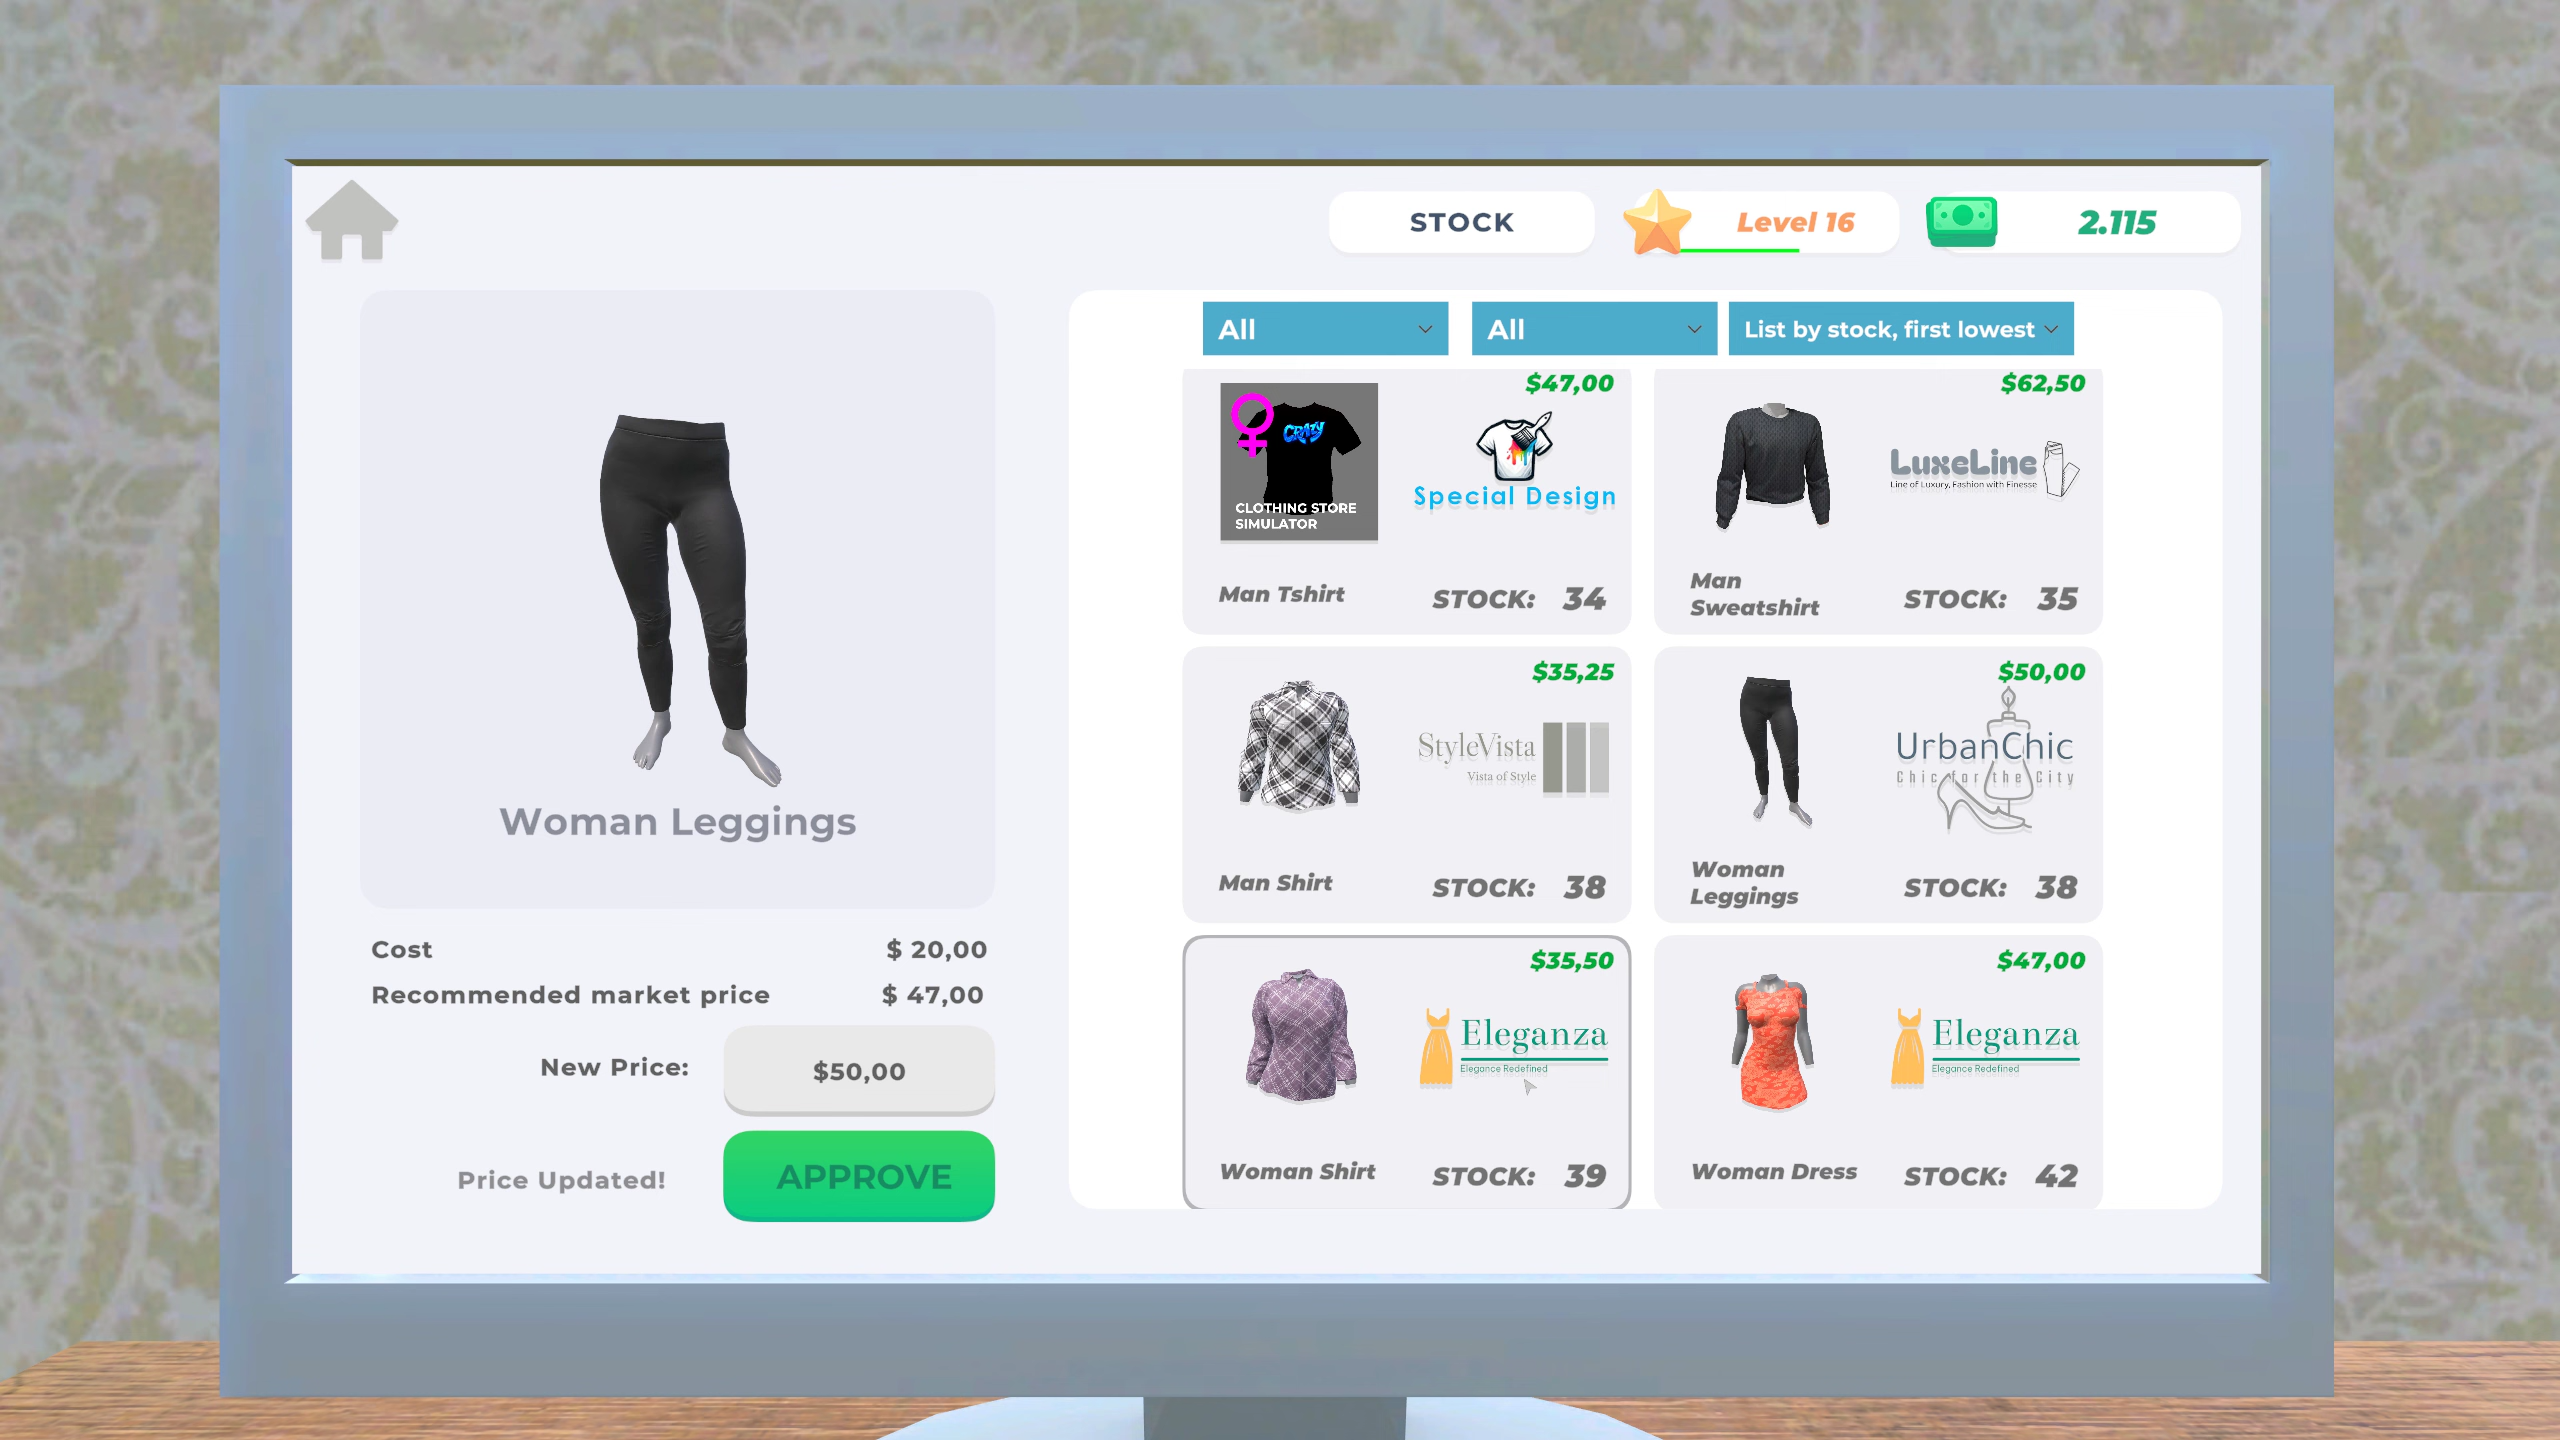 STOCK
Level 16
2.115
All
All
List by stock, first lowest
Woman Leggings
Cost
$ 20,00
Recommended market price
$ 47,00
New Price:
$50,00
Price Updated!
APPROVE
$47,00
CRAZY
CLOTHING STORE
SIMULATOR
Special Design
Man Tshirt
STOCK: 34
$62,50
LuxeLine
Line of Luxury, Fashion with Finesse
Man
Sweatshirt
STOCK: 35
$35,25
StyleVista
Vista of Style
Man Shirt
STOCK: 38
$50,00
UrbanChic
Chic for the City
Woman
Leggings
STOCK: 38
$35,50
Eleganza
Elegance Redefined
Woman Shirt
STOCK: 39
$47,00
Eleganza
Elegance Redefined
Woman Dress
STOCK: 42